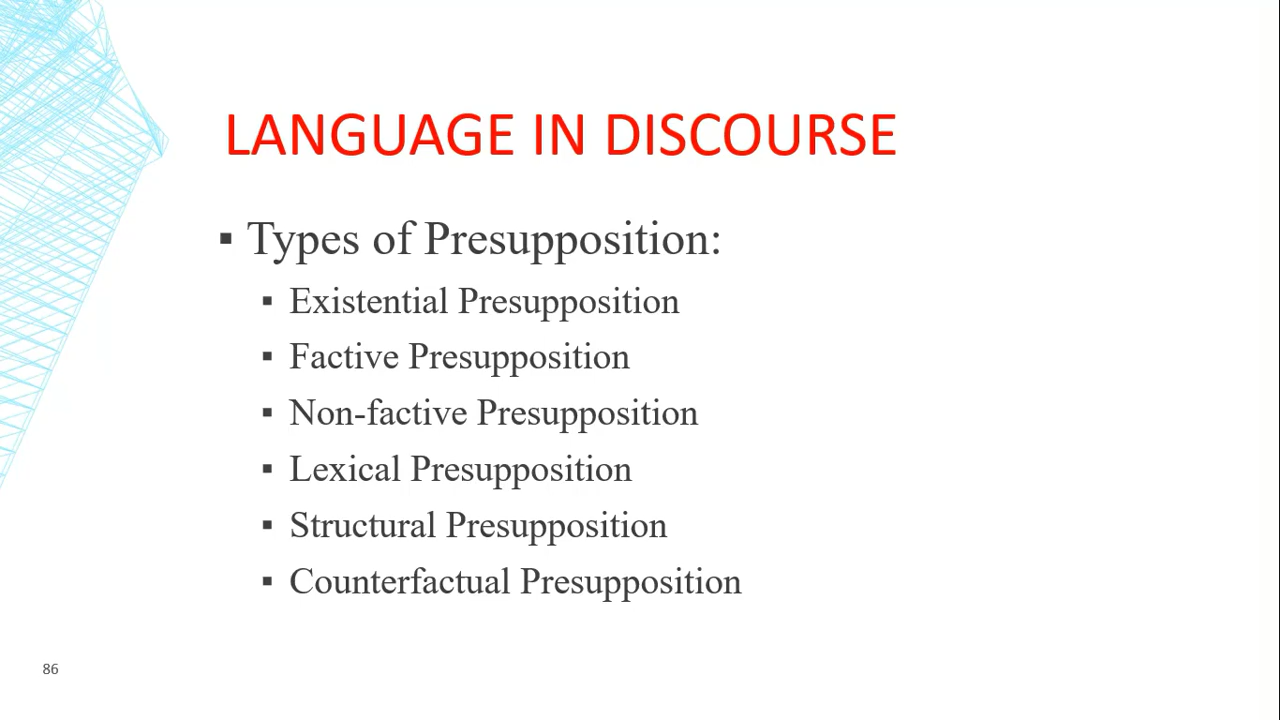 LANGUAGE IN DISCOURSE
▪ Types of Presupposition:
▪ Existential Presupposition
▪ Factive Presupposition
▪ Non-factive Presupposition
▪ Lexical Presupposition
▪ Structural Presupposition
▪ Counterfactual Presupposition
86